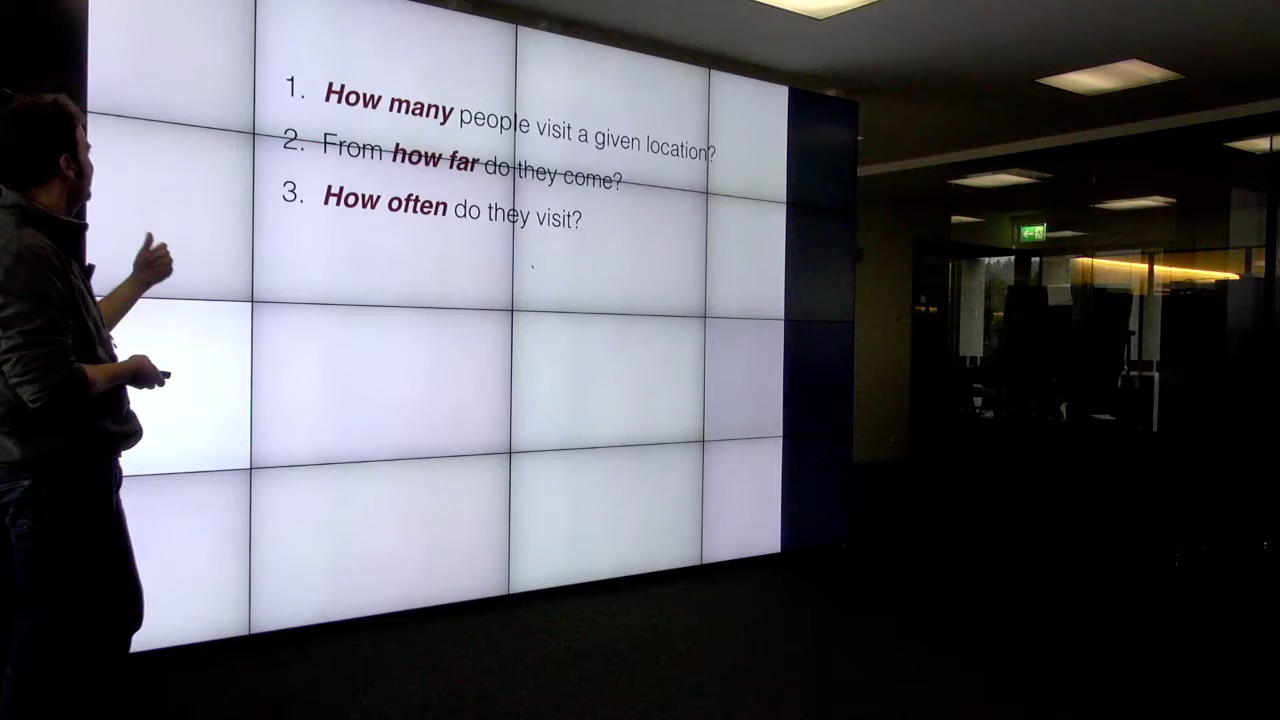 1. How many people visit a given location?
2. From how far do they come?
3. How often do they visit?